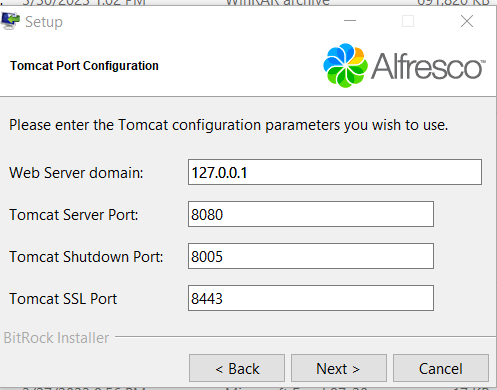 Setup
Tomcat Port Configuration
Alfresco™
Please enter the Tomcat configuration parameters you wish to use.
Web Server domain: 127.0.0.1
Tomcat Server Port: 8080
Tomcat Shutdown Port: 8005
Tomcat SSL Port 8443
BitRock Installer
< Back Next > Cancel